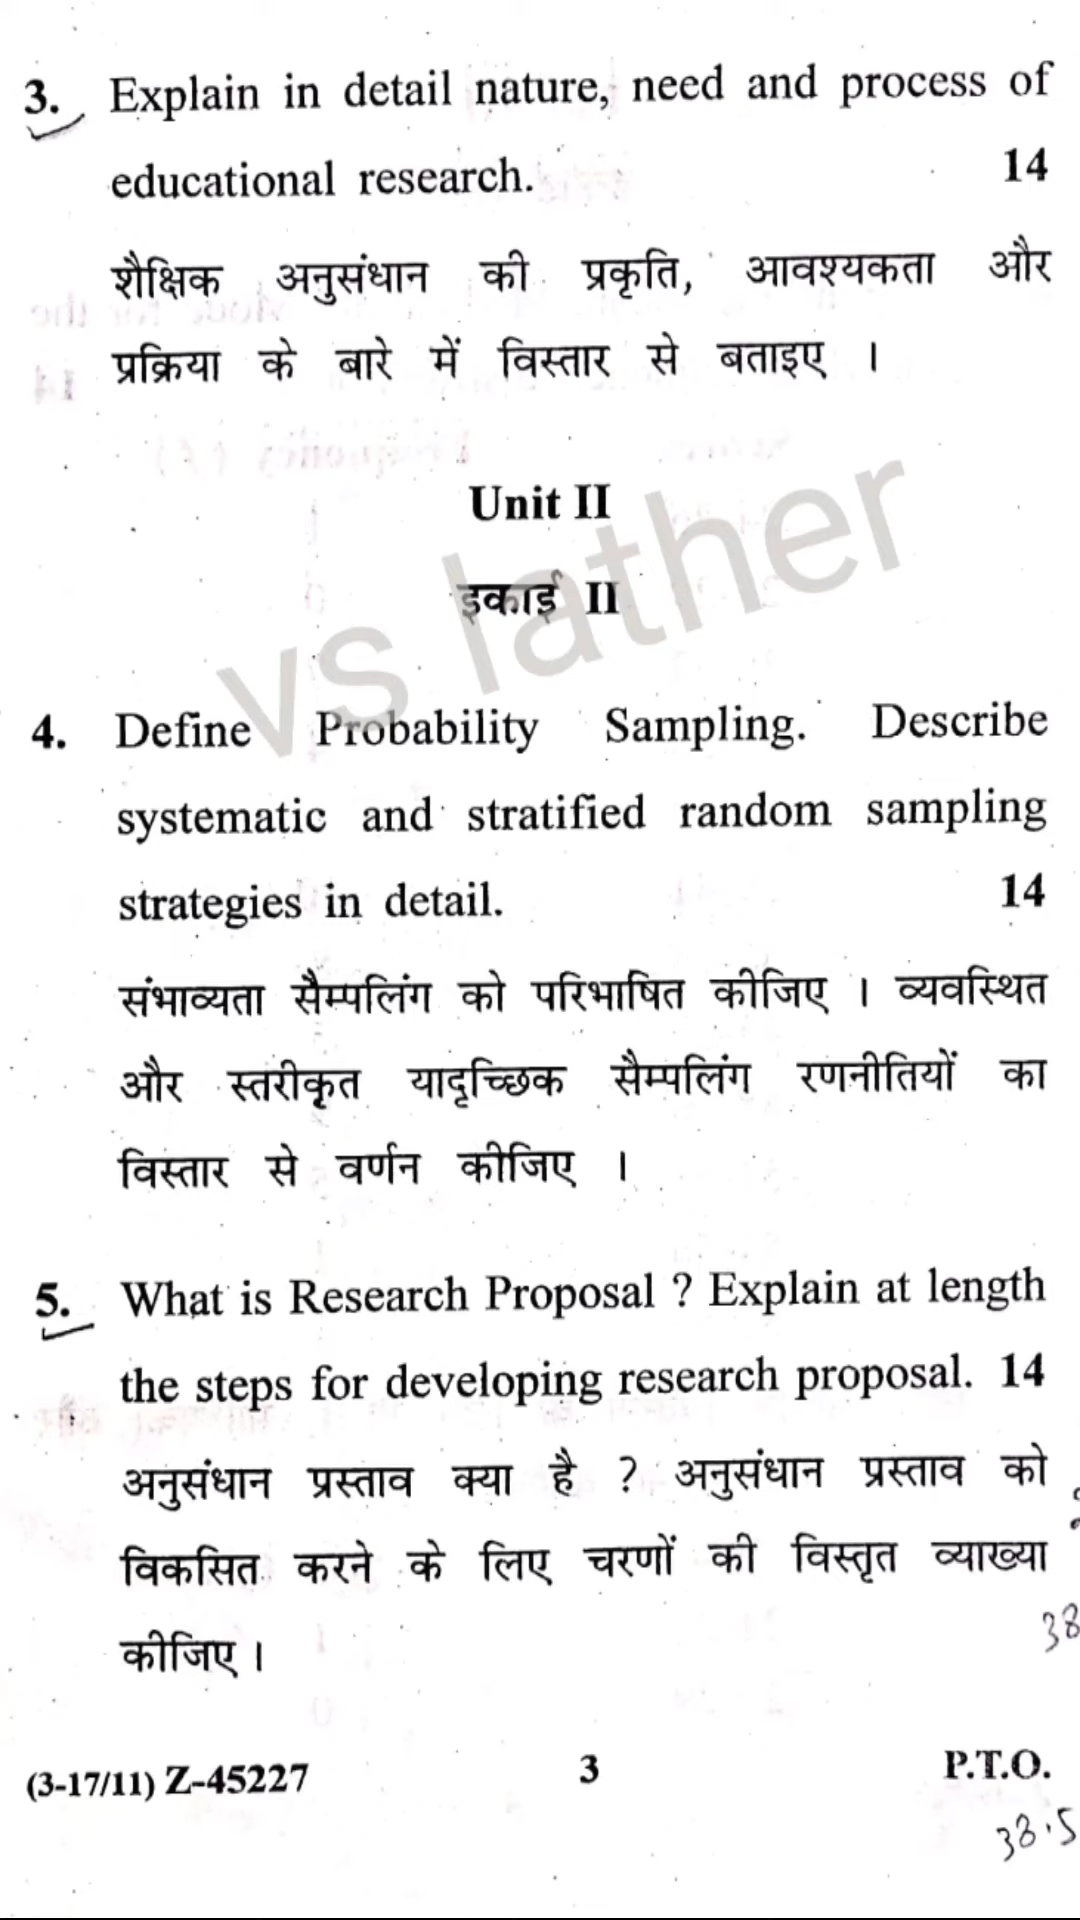 3. Explain in detail nature, need and process of
educational research. 14
शैक्षिक अनुसंधान की प्रकृति, आवश्यकता और
प्रक्रिया के बारे में विस्तार से बताइए ।
Unit II
इकाई II
vs lather
4. Define Probability Sampling. Describe
systematic and stratified random sampling
strategies in detail. 14
संभाव्यता सैम्पलिंग को परिभाषित कीजिए । व्यवस्थित
और स्तरीकृत यादृच्छिक सैम्पलिंग रणनीतियों का
विस्तार से वर्णन कीजिए ।
5. What is Research Proposal ? Explain at length
the steps for developing research proposal. 14
अनुसंधान प्रस्ताव क्या है ? अनुसंधान प्रस्ताव को
विकसित करने के लिए चरणों की विस्तृत व्याख्या
कीजिए ।
38
(3-17/11) Z-45227 3 P.T.O.
38.5